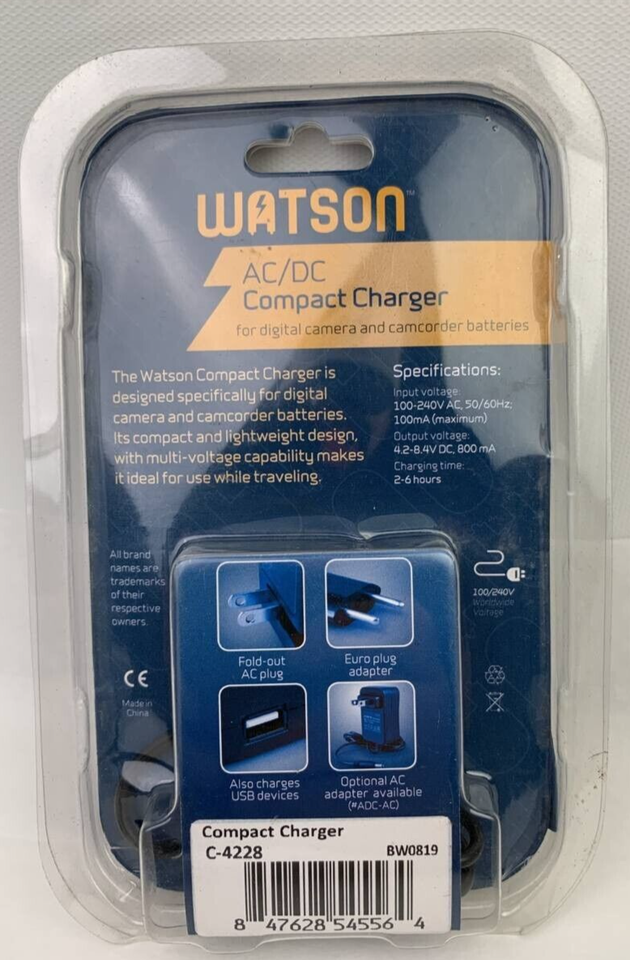 WATSON™
AC/DC
Compact Charger
for digital camera and camcorder batteries
The Watson Compact Charger is
designed specifically for digital
camera and camcorder batteries.
Its compact and lightweight design,
with multi-voltage capability makes
it ideal for use while traveling.
Specifications:
Input voltage:
100-240V AC, 50/60Hz;
100mA (maximum)
Output voltage:
4.2-8.4V DC, 800 mA
Charging time:
2-6 hours
All brand
names are
trademarks
of their
respective
owners.
CE
Made in
China
100/240V
Worldwide
Voltage
Fold-out
AC plug
Euro plug
adapter
Also charges
USB devices
Optional AC
adapter available
(#ADC-AC)
Compact Charger
C-4228 BW0819
8 47628 54556 4